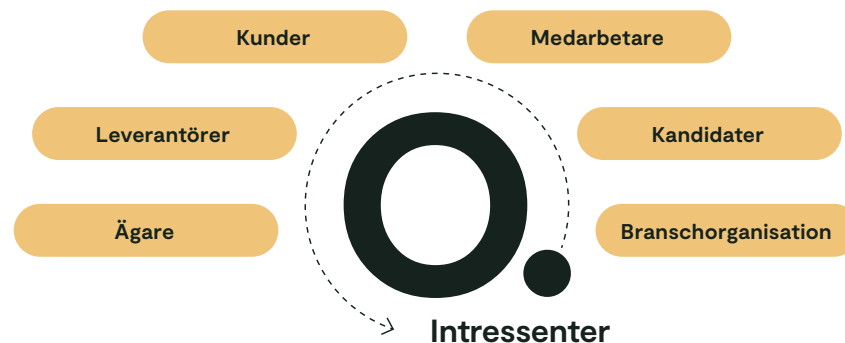 Kunder
Medarbetare
Leverantörer
Kandidater
Ägare
Branschorganisation
O.
Intressenter